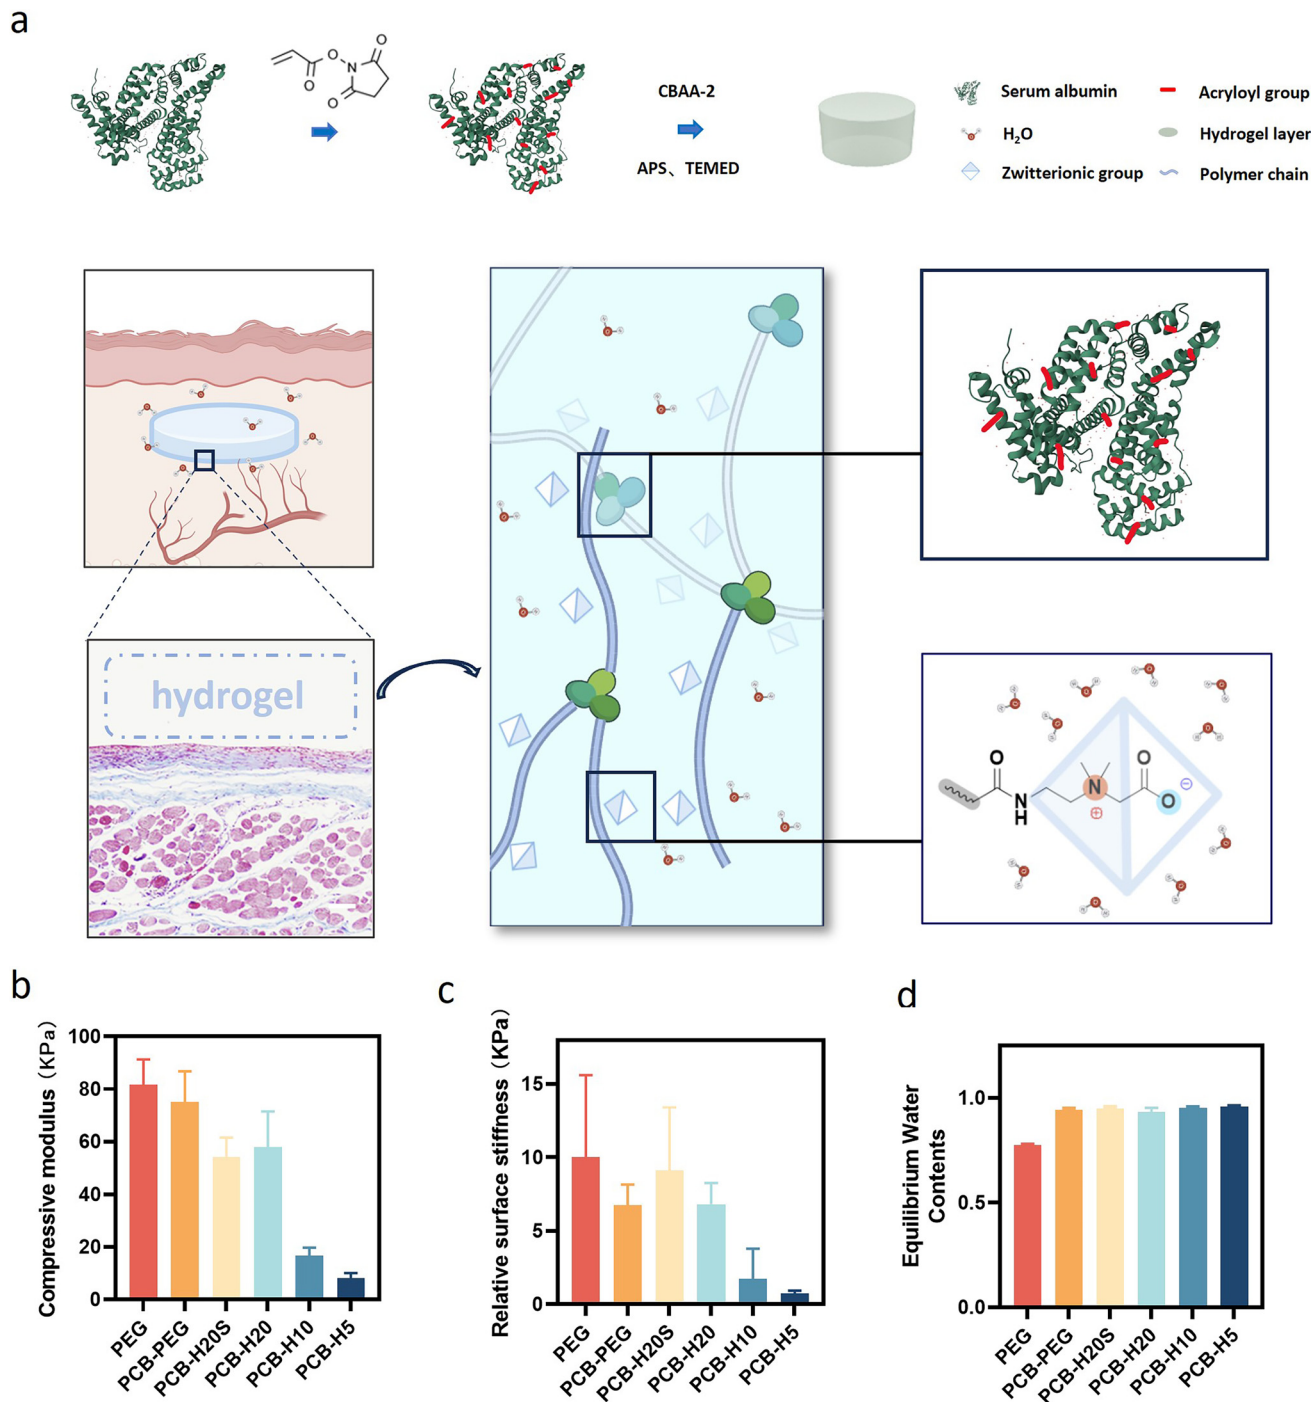 a
O
O
N
O
O
CBAA-2
APS、TEMED
Serum albumin
Acryloyl group
H₂O
Hydrogel layer
Zwitterionic group
Polymer chain
hydrogel
O
O
N
H
N
⊕
O
⊖
b
Compressive modulus（KPa）
100
80
60
40
20
0
PEG
PCB-PEG
PCB-H20S
PCB-H20
PCB-H10
PCB-H5
c
Relative surface stiffness（KPa）
15
10
5
0
PEG
PCB-PEG
PCB-H20S
PCB-H20
PCB-H10
PCB-H5
d
Equilibrium Water
Contents
1.0
0.5
0.0
PEG
PCB-PEG
PCB-H20S
PCB-H20
PCB-H10
PCB-H5